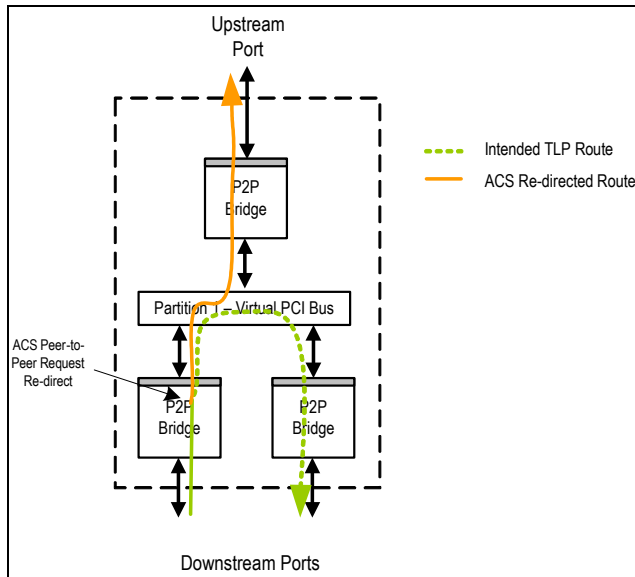 Upstream
Port
Intended TLP Route
ACS Re-directed Route
P2P
Bridge
Partition 1 – Virtual PCI Bus
ACS Peer-to-
Peer Request
Re-direct
P2P
Bridge
P2P
Bridge
Downstream Ports